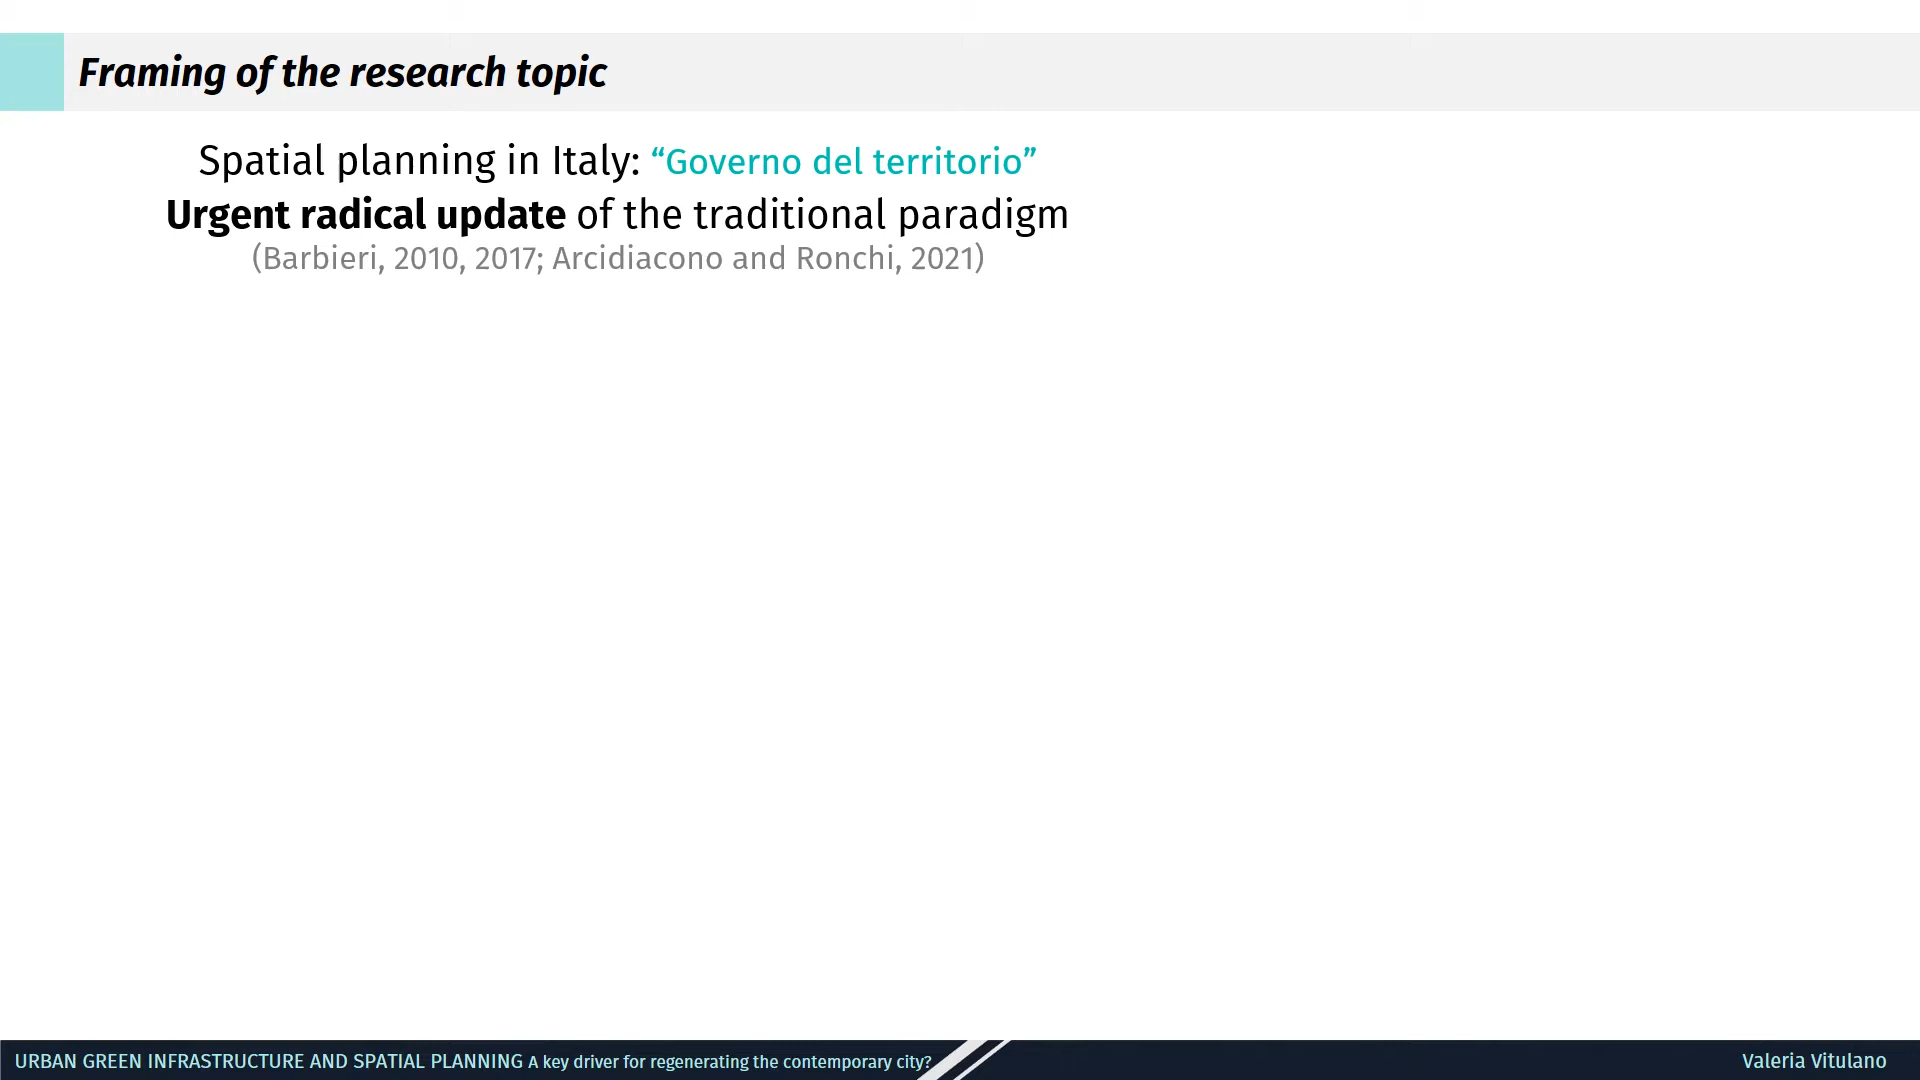 Framing of the research topic
Spatial planning in Italy: “Governo del territorio”
Urgent radical update of the traditional paradigm
(Barbieri, 2010, 2017; Arcidiacono and Ronchi, 2021)
URBAN GREEN INFRASTRUCTURE AND SPATIAL PLANNING A key driver for regenerating the contemporary city?
Valeria Vitulano